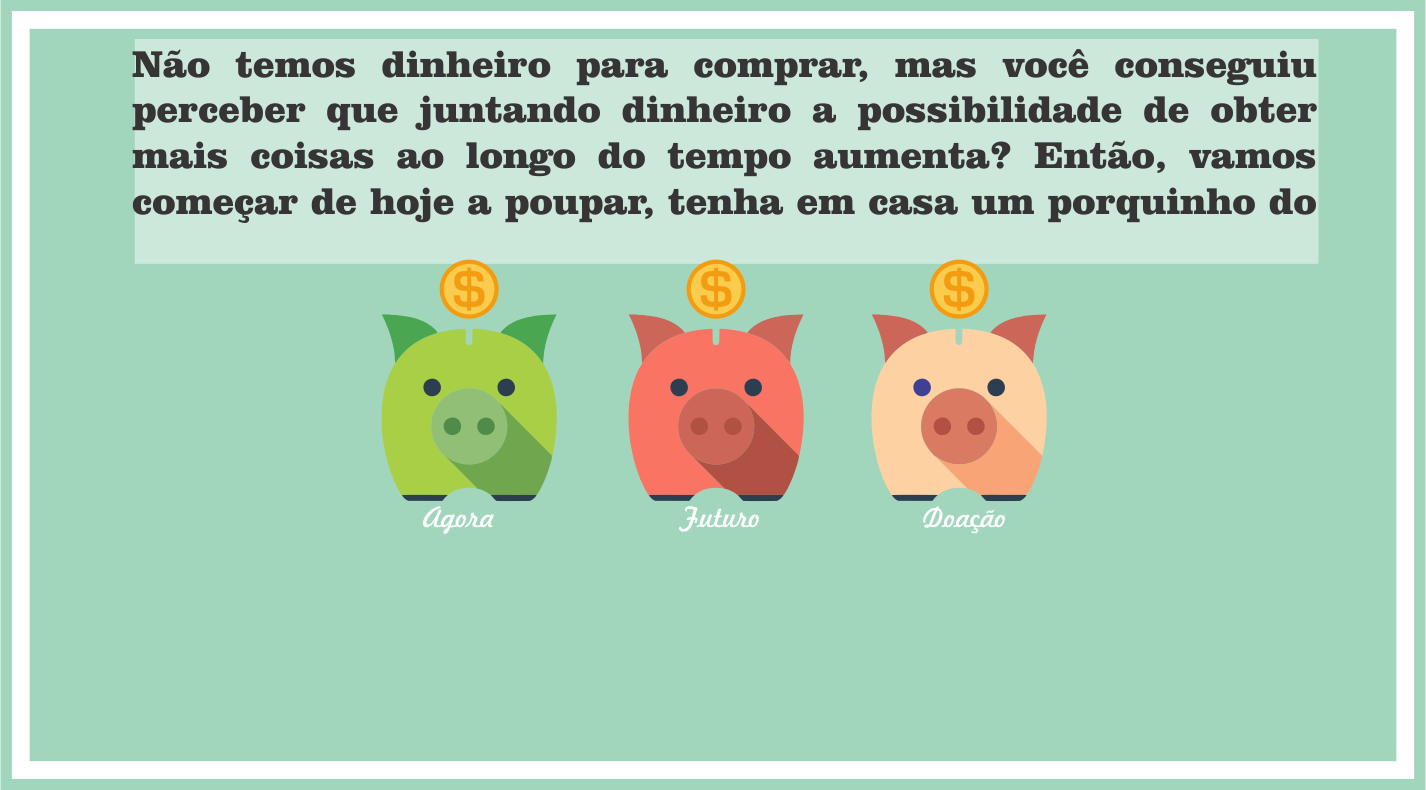 Não temos dinheiro para comprar, mas você conseguiu
perceber que juntando dinheiro a possibilidade de obter
mais coisas ao longo do tempo aumenta? Então, vamos
começar de hoje a poupar, tenha em casa um porquinho do
$ $ $
Agora Futuro Doação